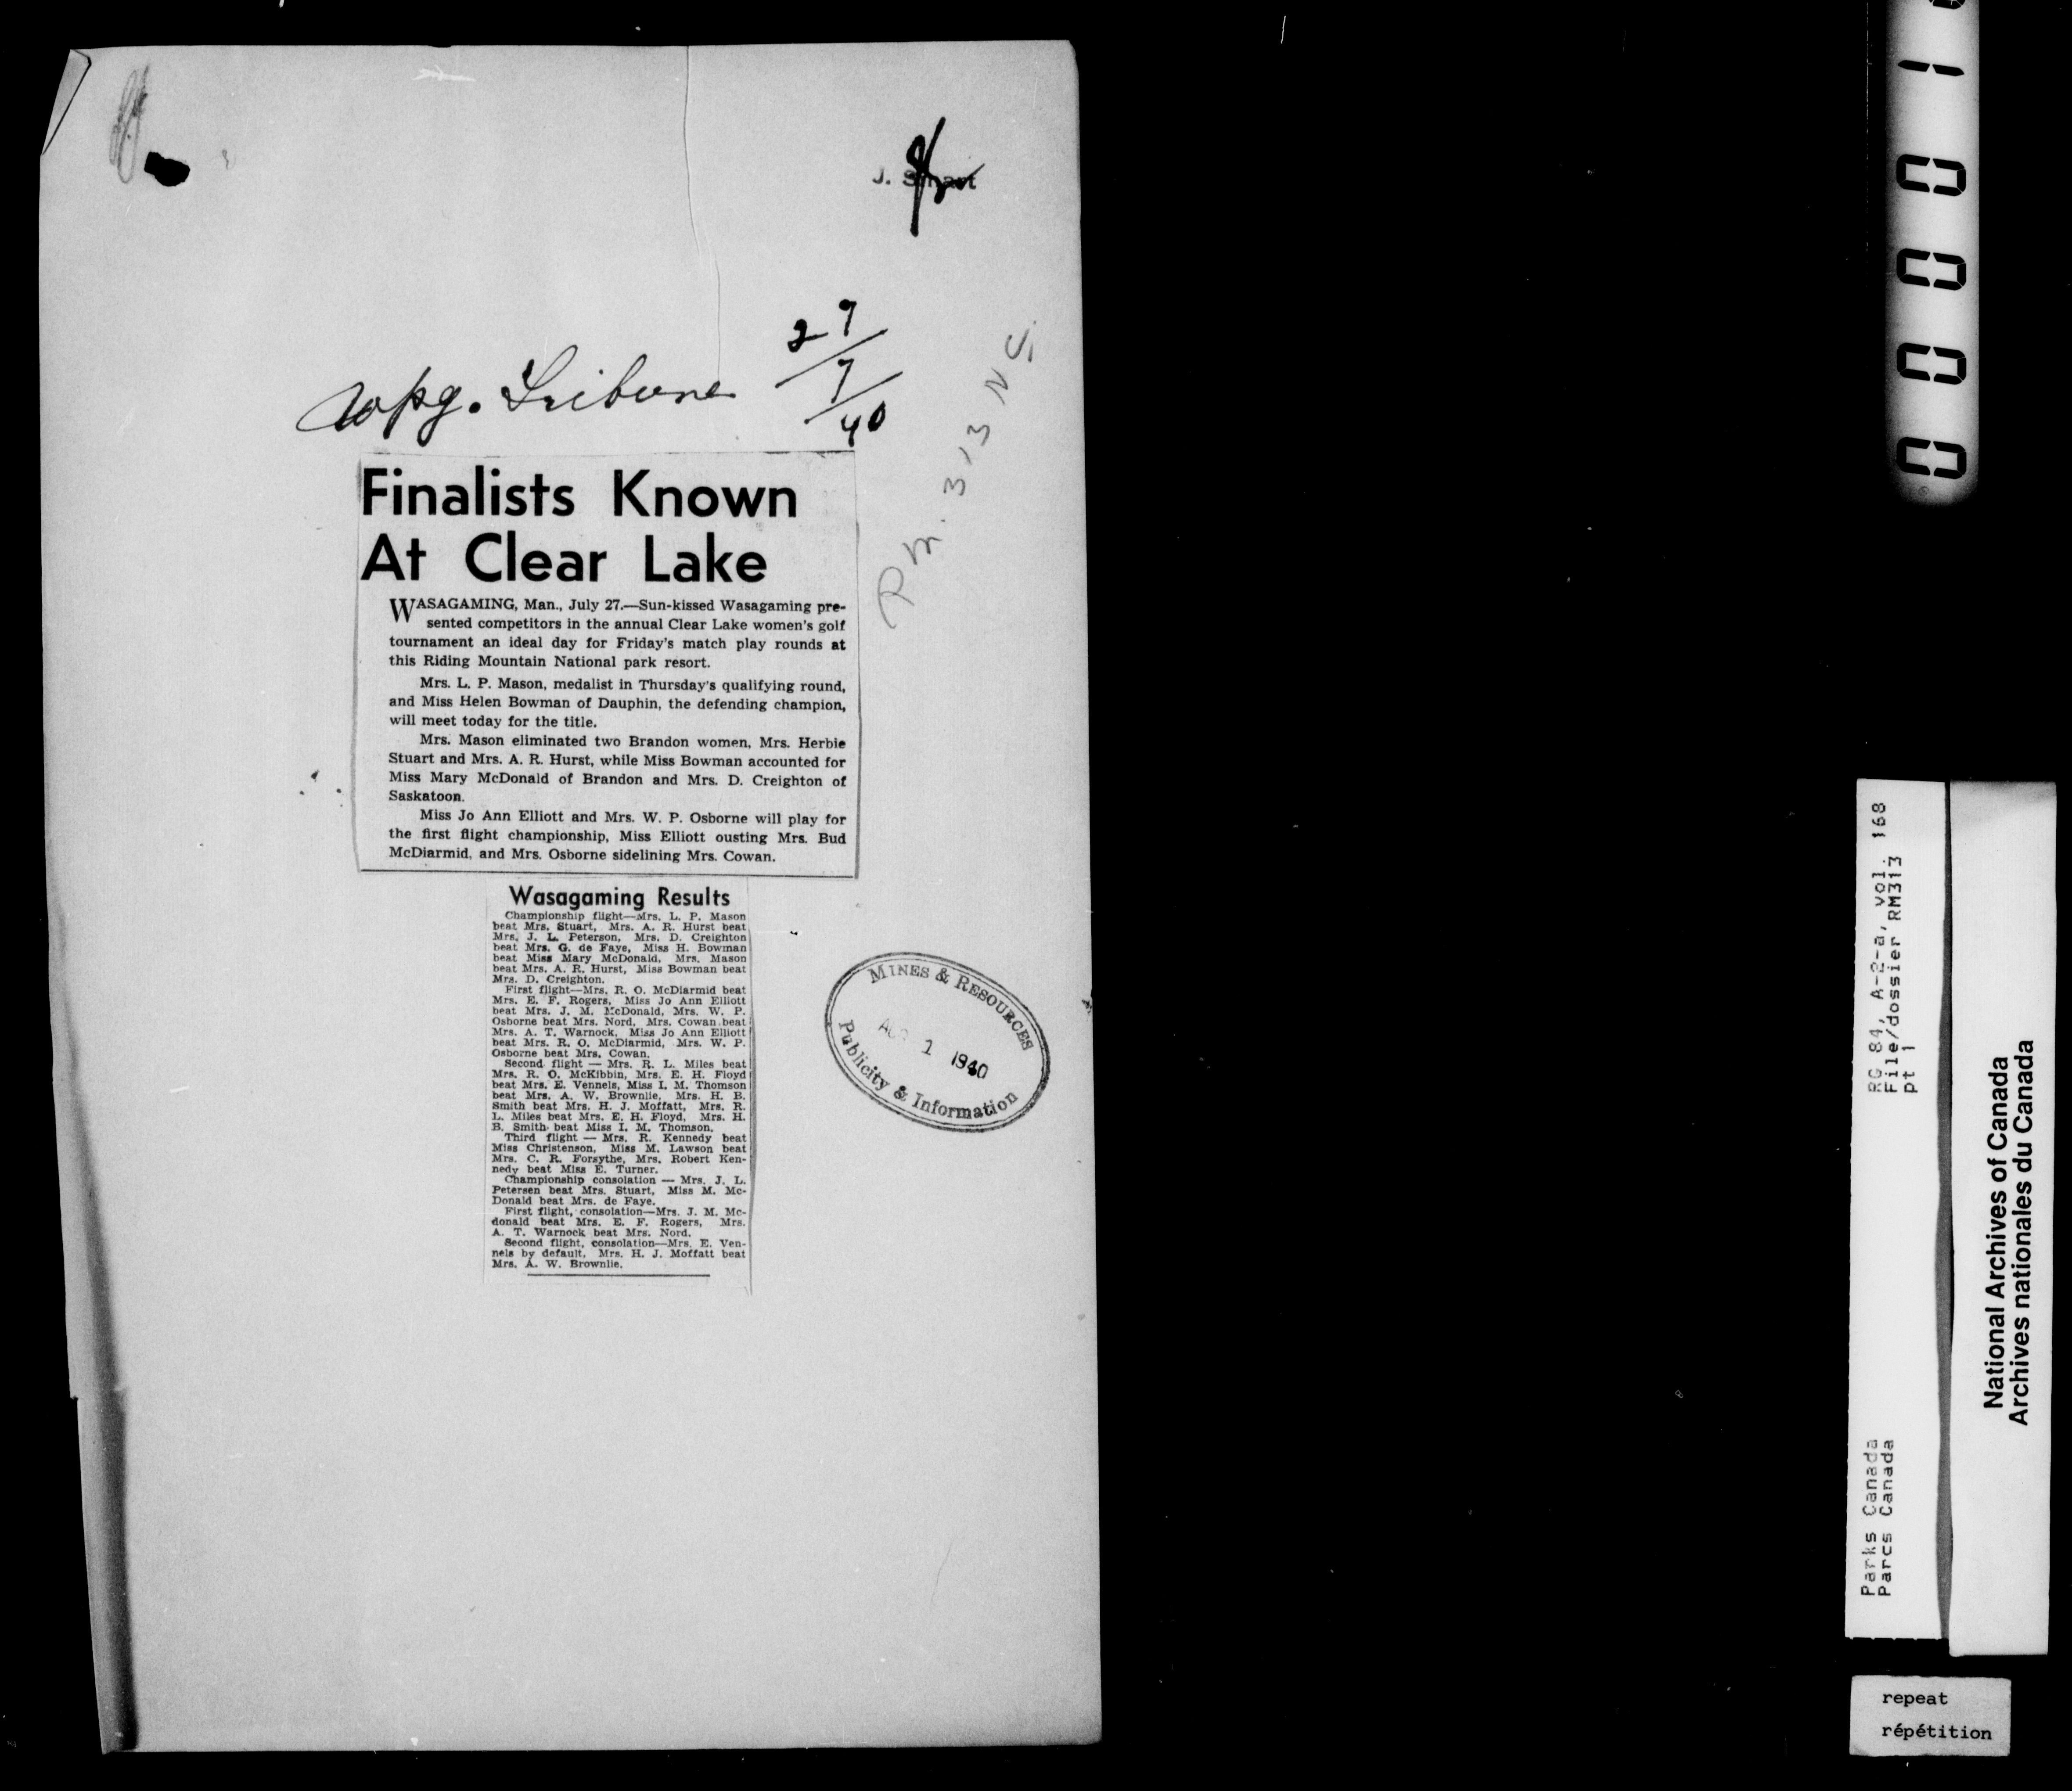 J. Smart
Wpg. Tribune 27/7/40
RM. 313 N S.
Finalists Known
At Clear Lake
WASAGAMING, Man., July 27.—Sun-kissed Wasagaming pre-
sented competitors in the annual Clear Lake women's golf
tournament an ideal day for Friday's match play rounds at
this Riding Mountain National park resort.
Mrs. L. P. Mason, medalist in Thursday's qualifying round,
and Miss Helen Bowman of Dauphin, the defending champion,
will meet today for the title.
Mrs. Mason eliminated two Brandon women, Mrs. Herbie
Stuart and Mrs. A. R. Hurst, while Miss Bowman accounted for
Miss Mary McDonald of Brandon and Mrs. D. Creighton of
Saskatoon.
Miss Jo Ann Elliott and Mrs. W. P. Osborne will play for
the first flight championship, Miss Elliott ousting Mrs. Bud
McDiarmid, and Mrs. Osborne sidelining Mrs. Cowan.
Wasagaming Results
Championship flight—Mrs. L. P. Mason
beat Mrs. Stuart, Mrs. A. R. Hurst beat
Mrs. J. L. Peterson, Mrs. D. Creighton
beat Mrs. G. de Faye, Miss H. Bowman
beat Miss Mary McDonald, Mrs. Mason
beat Mrs. A. R. Hurst, Miss Bowman beat
Mrs. D. Creighton.
First flight—Mrs. R. O. McDiarmid beat
Mrs. E. F. Rogers, Miss Jo Ann Elliott
beat Mrs. J. M. McDonald, Mrs. W. P.
Osborne beat Mrs. Nord, Mrs. Cowan beat
Mrs. A. T. Warnock, Miss Jo Ann Elliott
beat Mrs. R. O. McDiarmid, Mrs. W. P.
Osborne beat Mrs. Cowan.
Second flight — Mrs. R. L. Miles beat
Mrs. R. O. McKibbin, Mrs. E. H. Floyd
beat Mrs. E. Vennels, Miss I. M. Thomson
beat Mrs. A. W. Brownlie, Mrs. H. B.
Smith beat Mrs. H. J. Moffatt, Mrs. R.
L. Miles beat Mrs. E. H. Floyd, Mrs. H.
B. Smith beat Miss I. M. Thomson.
Third flight — Mrs. R. Kennedy beat
Miss Christenson, Miss M. Lawson beat
Mrs. C. R. Forsythe, Mrs. Robert Ken-
nedy beat Miss E. Turner.
Championship consolation — Mrs. J. L.
Petersen beat Mrs. Stuart, Miss M. Mc-
Donald beat Mrs. de Faye.
First flight, consolation—Mrs. J. M. Mc-
donald beat Mrs. E. F. Rogers, Mrs.
A. T. Warnock beat Mrs. Nord.
Second flight, consolation—Mrs. E. Ven-
nels by default, Mrs. H. J. Moffatt beat
Mrs. A. W. Brownlie.
MINES & RESOURCES
AUG 1 1940
Publicity & Information
RG 84, A-2-a, vol. 168
File/dossier RM313
pt 1
Parks Canada
Parcs Canada
National Archives of Canada
Archives nationales du Canada
repeat
répétition